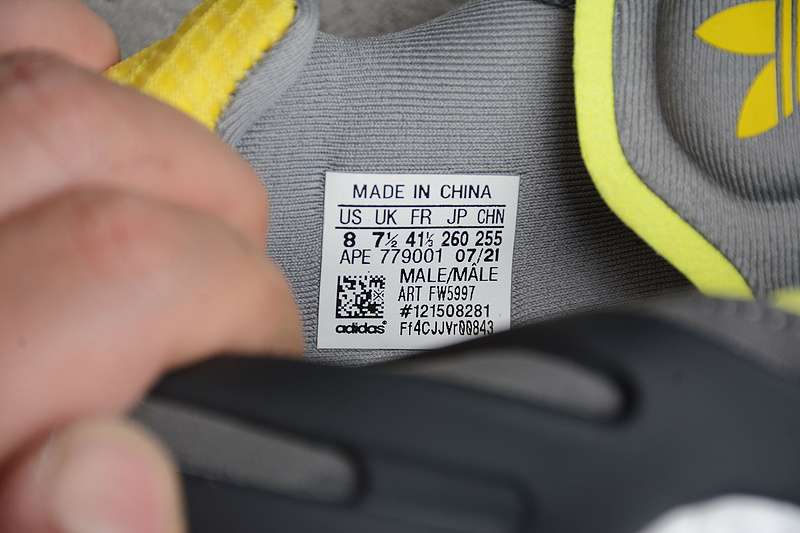 MADE IN CHINA
US UK FR JP CHN
8 7½ 41⅓ 260 255
APE 779001 07/21
MALE/MÂLE
ART FW5997
#121508281
adidas® Ff4CJJVr00843